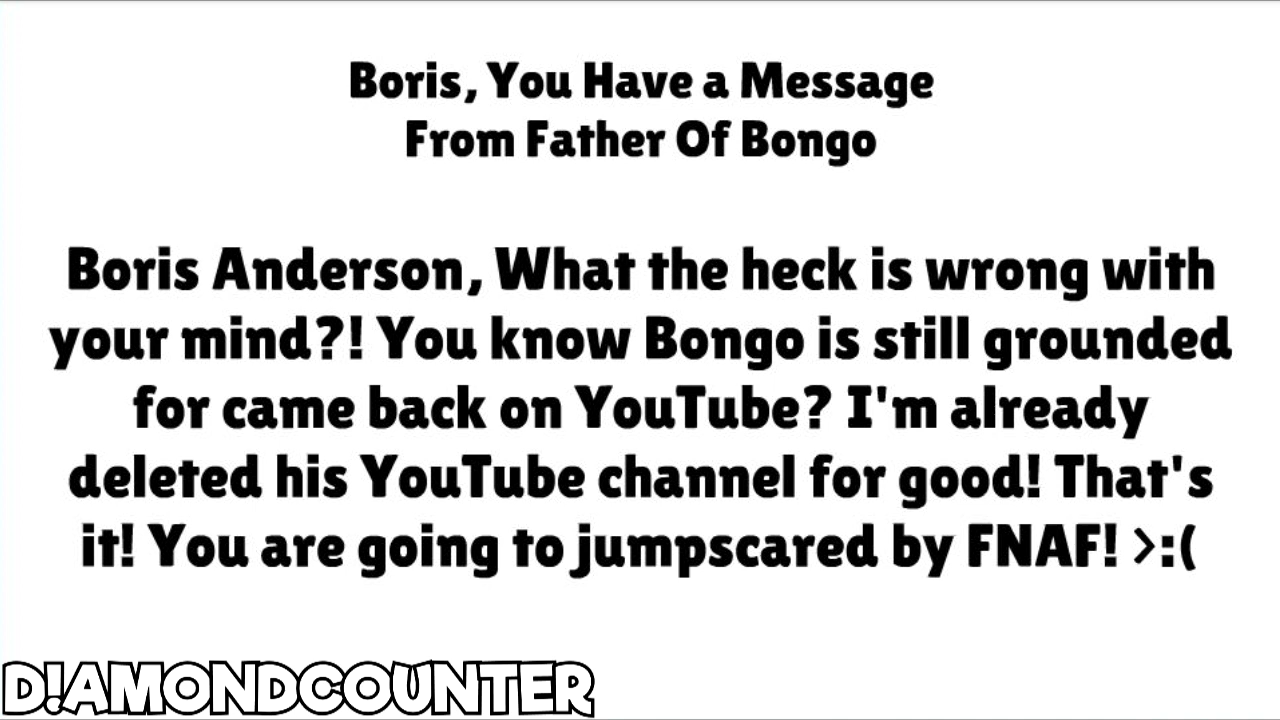 Boris, You Have a Message
From Father Of Bongo
Boris Anderson, What the heck is wrong with
your mind?! You know Bongo is still grounded
for came back on YouTube? I'm already
deleted his YouTube channel for good! That's
it! You are going to jumpscared by FNAF! >:(
D!AMONDCOUNTER